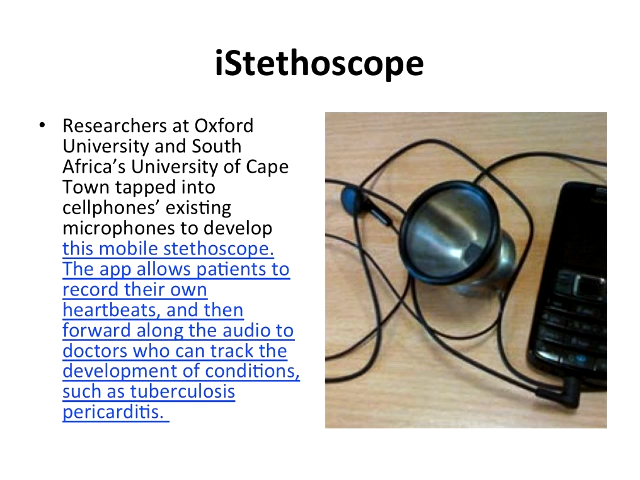 iStethoscope
• Researchers at Oxford
University and South
Africa's University of Cape
Town tapped into
cellphones' existing
microphones to develop
this mobile stethoscope.
The app allows patients to
record their own
heartbeats, and then
forward along the audio to
doctors who can track the
development of conditions,
such as tuberculosis
pericarditis.